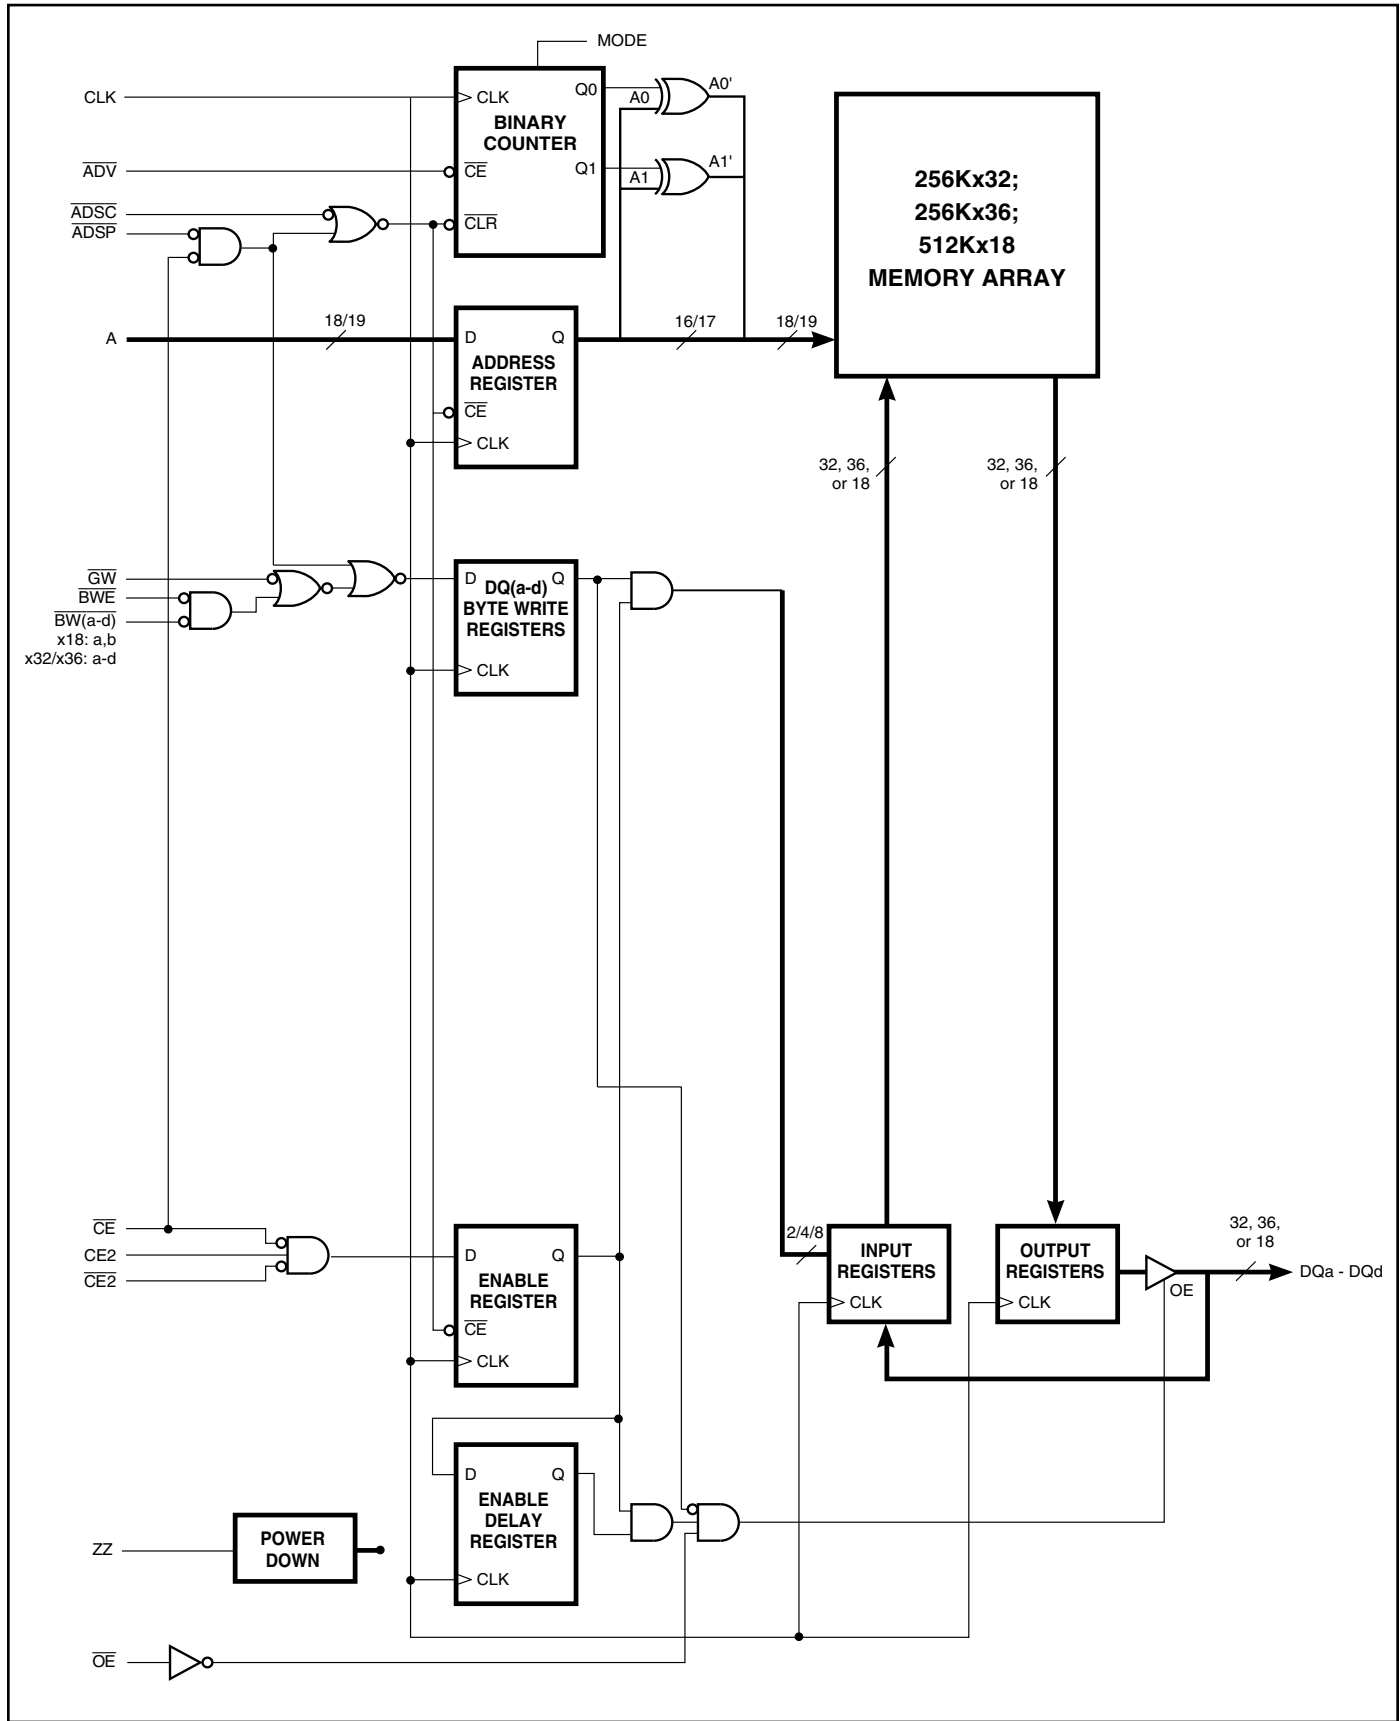 MODE
CLK
CLK
Q0
A0
A0'
BINARY
COUNTER
ADV
CE
Q1
A1
A1'
ADSC
ADSP
CLR
256Kx32;
256Kx36;
512Kx18
MEMORY ARRAY
A
18/19
D
Q
16/17
18/19
ADDRESS
REGISTER
CE
CLK
32, 36,
or 18
32, 36,
or 18
GW
BWE
BW(a-d)
x18: a,b
x32/x36: a-d
D
Q
DQ(a-d)
BYTE WRITE
REGISTERS
CLK
CE
CE2
CE2
D
Q
ENABLE
REGISTER
CE
CLK
2/4/8
INPUT
REGISTERS
CLK
OUTPUT
REGISTERS
CLK
OE
32, 36,
or 18
DQa - DQd
D
Q
ENABLE
DELAY
REGISTER
CLK
ZZ
POWER
DOWN
OE